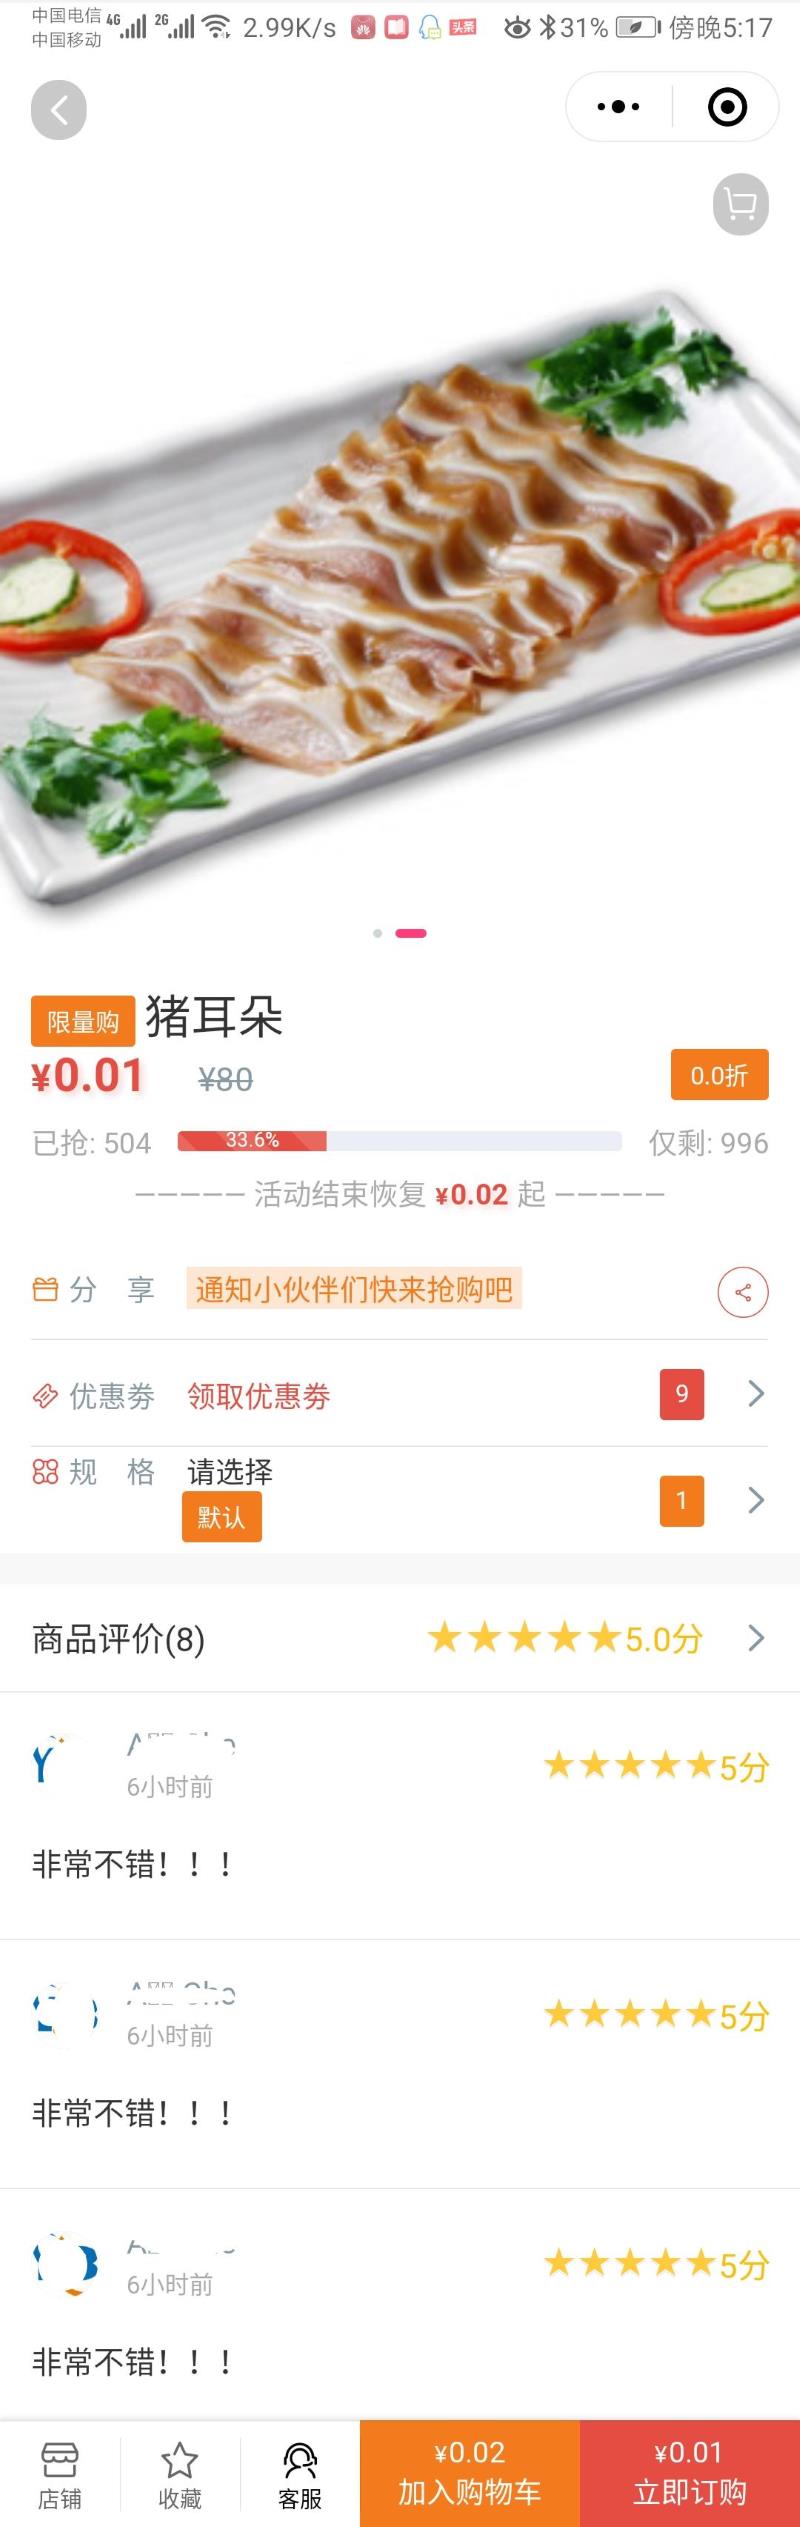 中国电信 4G 2G 2.99K/s 头条 31% 傍晚5:17
中国移动
限量购 猪耳朵
¥0.01 ¥80 0.0折
已抢: 504 33.6% 仅剩: 996
————— 活动结束恢复 ¥0.02 起 —————
分 享 通知小伙伴们快来抢购吧
优惠券 领取优惠券 9
规 格 请选择
默认 1
商品评价(8) 5.0分
6小时前 5分
非常不错！！！
6小时前 5分
非常不错！！！
6小时前 5分
非常不错！！！
¥0.02 ¥0.01
店铺 收藏 客服 加入购物车 立即订购